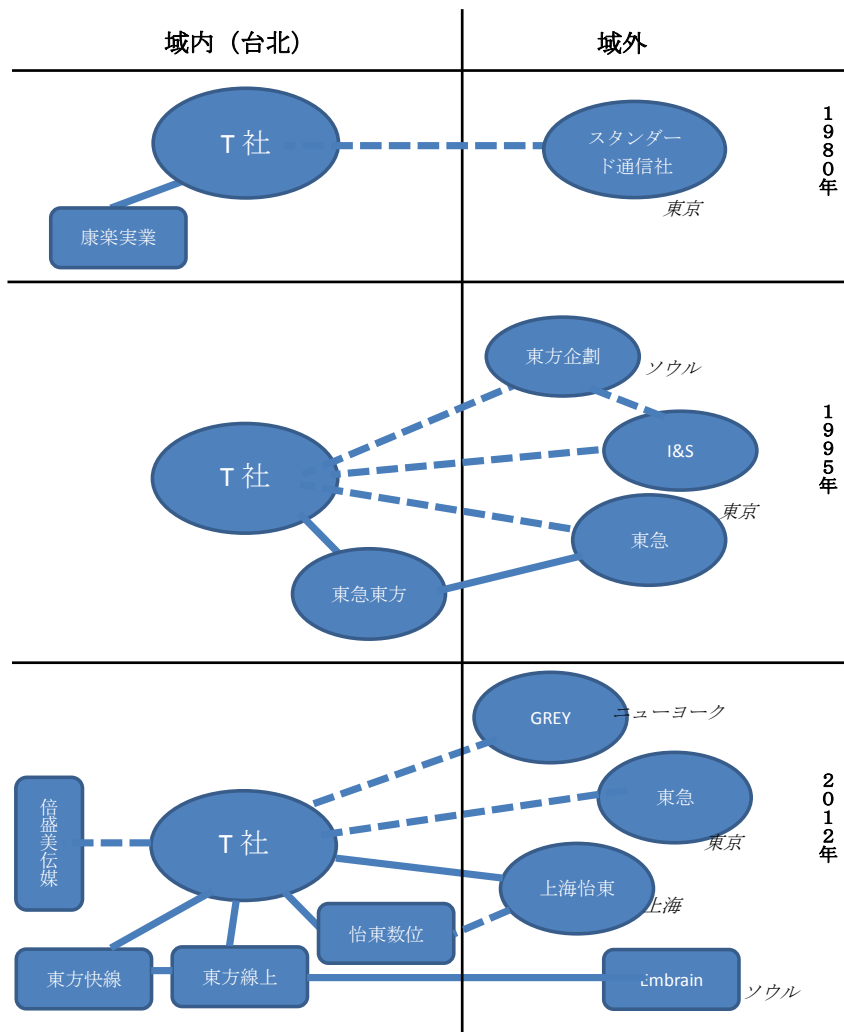 域内（台北）
域外
T 社
スタンダー
ド通信社
東京
康楽実業
1980年
東方企劃
ソウル
T 社
I&S
東京
東急
東急東方
1995年
GREY
ニューヨーク
倍盛美伝媒
T 社
東急
東京
上海怡東
上海
怡東数位
東方快線
東方線上
Embrain
ソウル
2012年